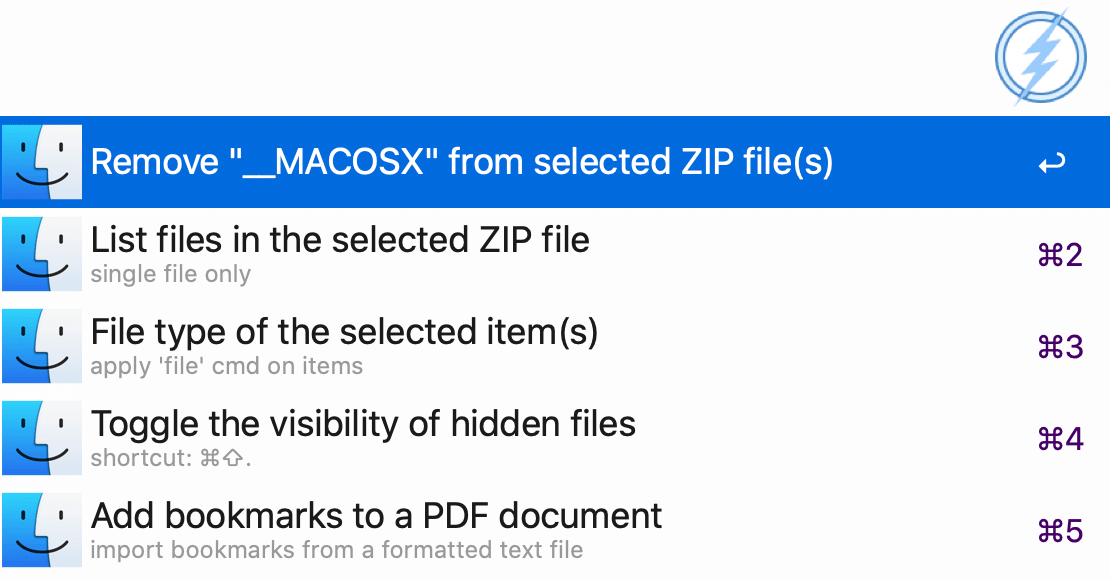 Remove "__MACOSX" from selected ZIP file(s)
↩
List files in the selected ZIP file
single file only
⌘2
File type of the selected item(s)
apply 'file' cmd on items
⌘3
Toggle the visibility of hidden files
shortcut: ⌘⇧.
⌘4
Add bookmarks to a PDF document
import bookmarks from a formatted text file
⌘5